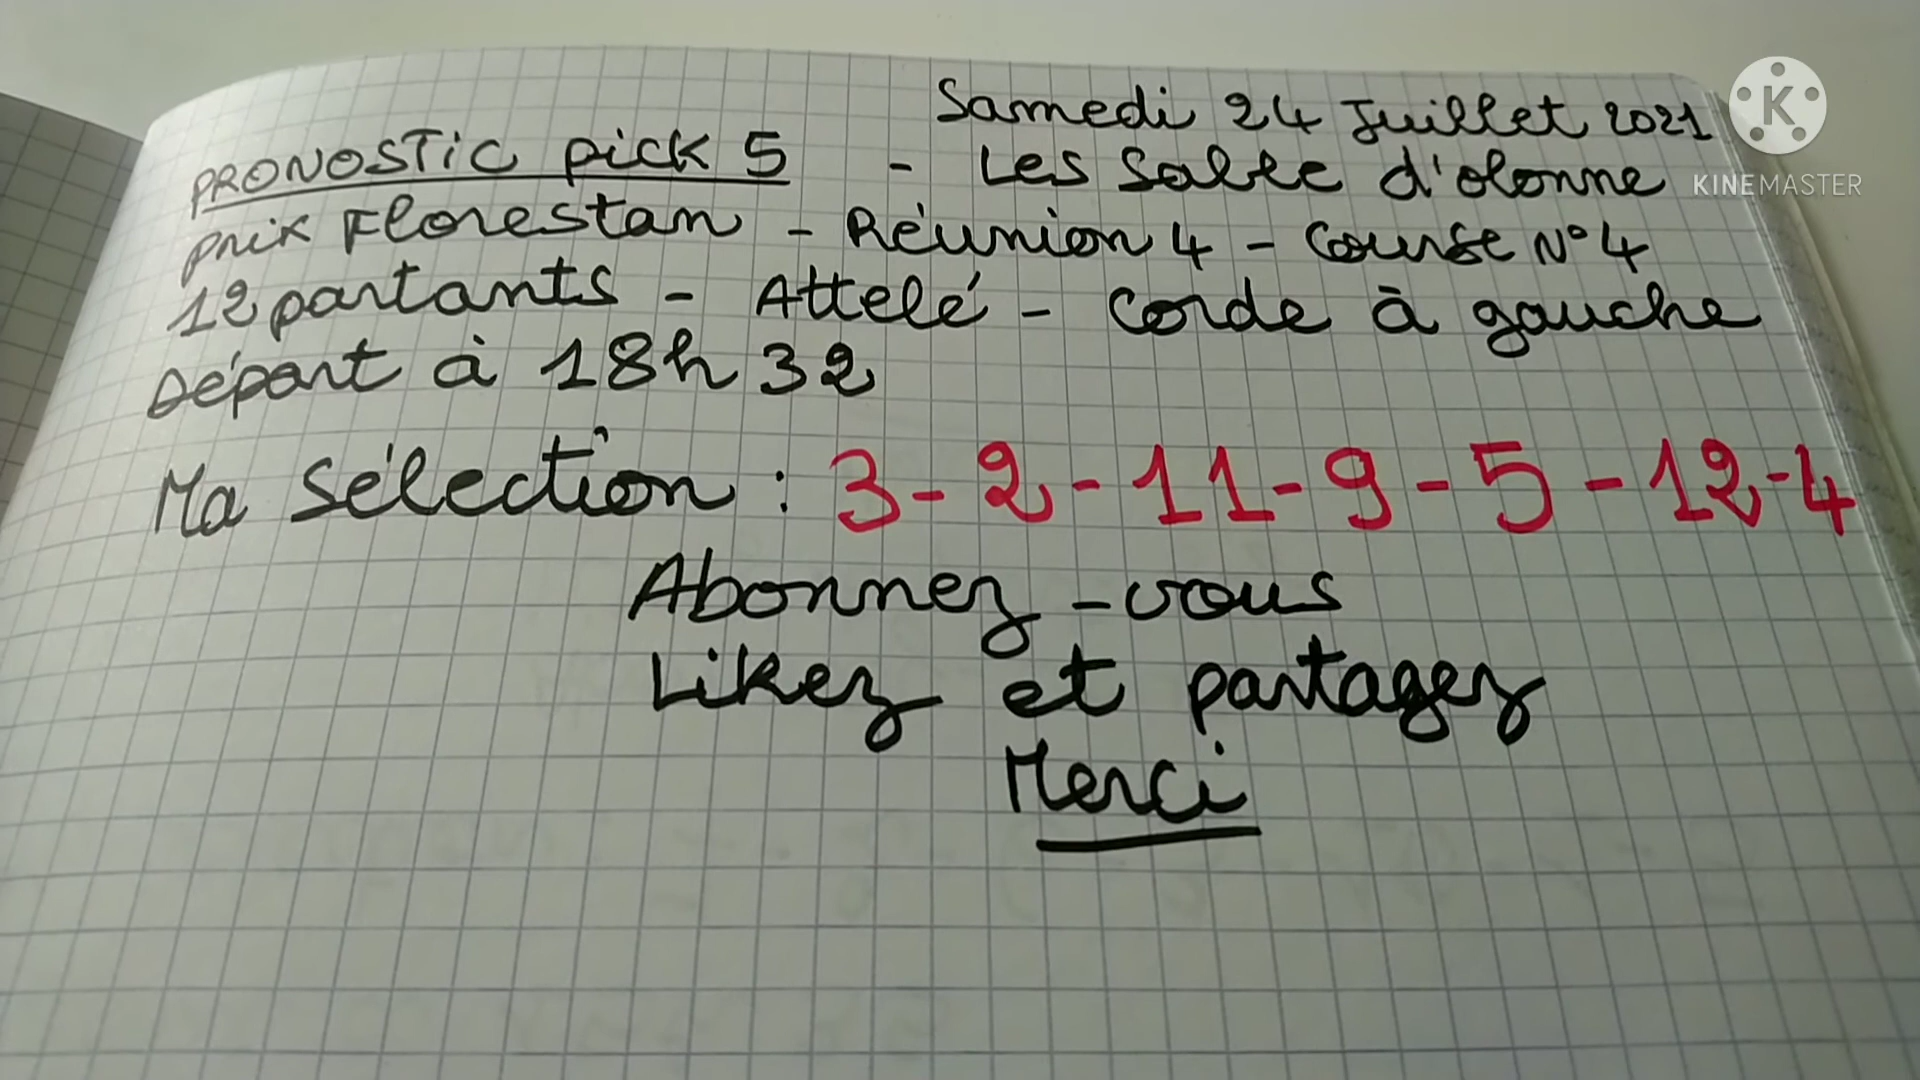 Samedi 24 Juillet 2021
PRONOSTIC pick 5 - Les Sable d'olonne
prix Florestan - Réunion 4 - Course N° 4
12 partants - Attelé - Corde à gauche
Départ à 18h 32
Ma Sélection : 3 - 2 - 11 - 9 - 5 - 12 - 4
Abonnez-vous
Likez et partagez
Merci
K
KINEMASTER